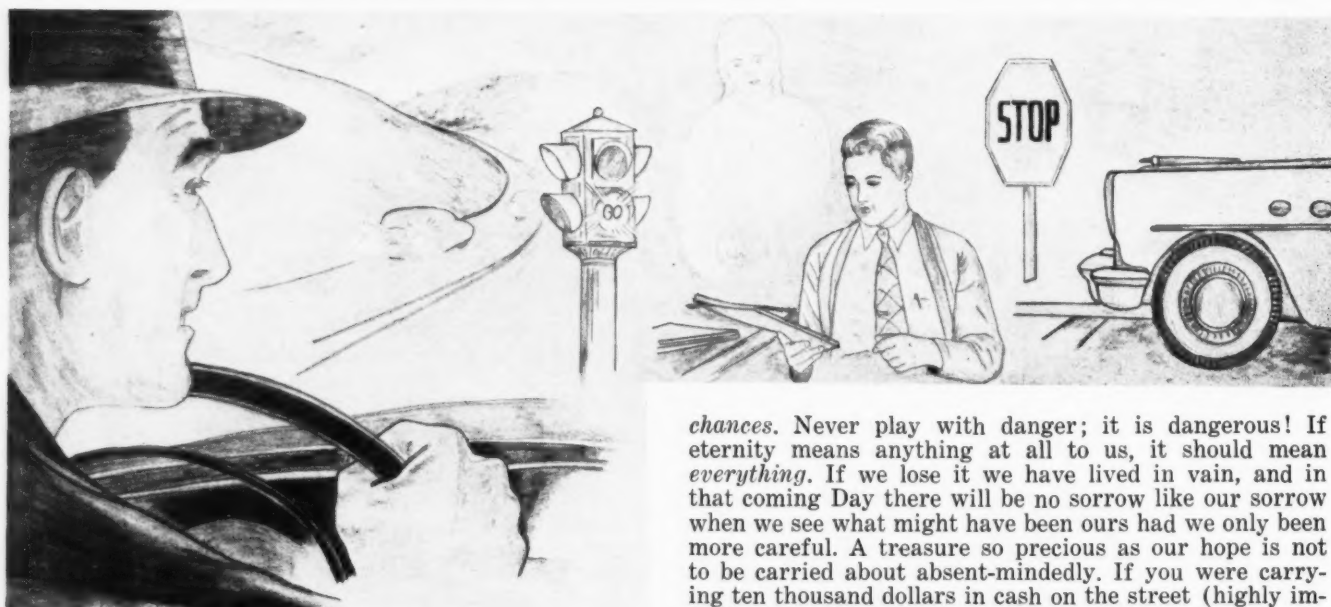 GO
STOP
chances. Never play with danger; it is dangerous! If
eternity means anything at all to us, it should mean
everything. If we lose it we have lived in vain, and in
that coming Day there will be no sorrow like our sorrow
when we see what might have been ours had we only been
more careful. A treasure so precious as our hope is not
to be carried about absent-mindedly. If you were carry-
ing ten thousand dollars in cash on the street (highly im-